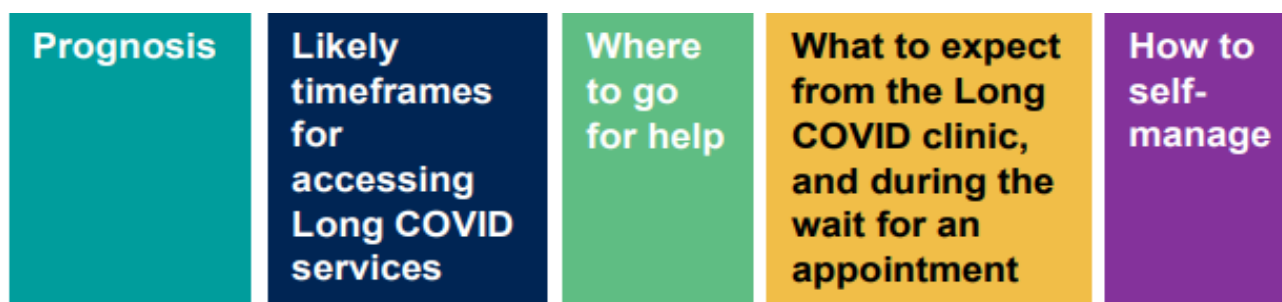 Prognosis
Likely
timeframes
for
accessing
Long COVID
services
Where
to go
for help
What to expect
from the Long
COVID clinic,
and during the
wait for an
appointment
How to
self-
manage